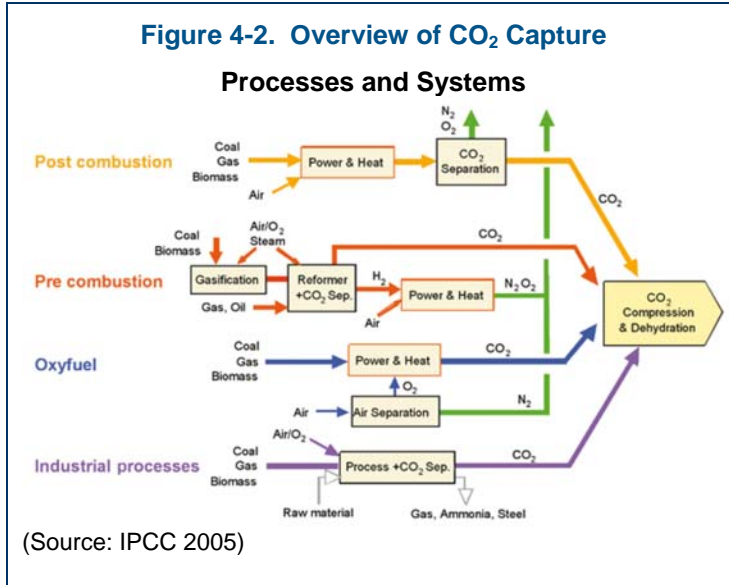 Figure 4-2. Overview of CO₂ Capture
Processes and Systems
N₂
O₂
Post combustion
Coal
Gas
Biomass
Air
Power & Heat
CO₂
Separation
CO₂
Air/O₂
Steam
Coal
Biomass
CO₂
Pre combustion
Gasification
Reformer
+CO₂ Sep.
H₂
Power & Heat
N₂O₂
Gas, Oil
Air
CO₂
Compression
& Dehydration
Oxyfuel
Coal
Gas
Biomass
Power & Heat
CO₂
O₂
Air
Air Separation
N₂
Air/O₂
Industrial processes
Coal
Gas
Biomass
Process +CO₂ Sep.
CO₂
Raw material
Gas, Ammonia, Steel
(Source: IPCC 2005)